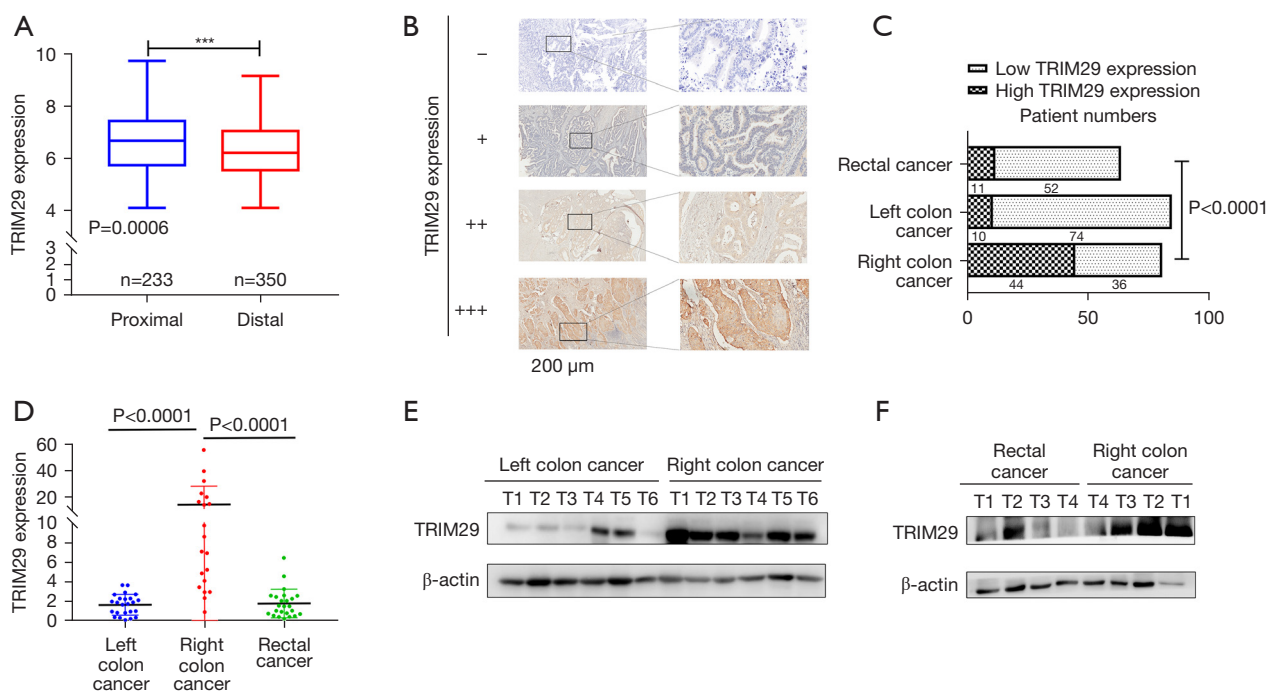 A
***
TRIM29 expression
10
8
6
4
3
2
1
0
P=0.0006
n=233
n=350
Proximal
Distal
B
TRIM29 expression
−
+
++
+++
200 µm
C
Low TRIM29 expression
High TRIM29 expression
Patient numbers
Rectal cancer
11
52
Left colon
cancer
10
74
Right colon
cancer
44
36
P<0.0001
0
50
100
D
P<0.0001
P<0.0001
TRIM29 expression
60
40
20
10
8
6
4
2
0
Left
colon
cancer
Right
colon
cancer
Rectal
cancer
E
Left colon cancer
Right colon cancer
T1 T2 T3 T4 T5 T6
T1 T2 T3 T4 T5 T6
TRIM29
β-actin
F
Rectal
cancer
Right colon
cancer
T1 T2 T3 T4
T4 T3 T2 T1
TRIM29
β-actin